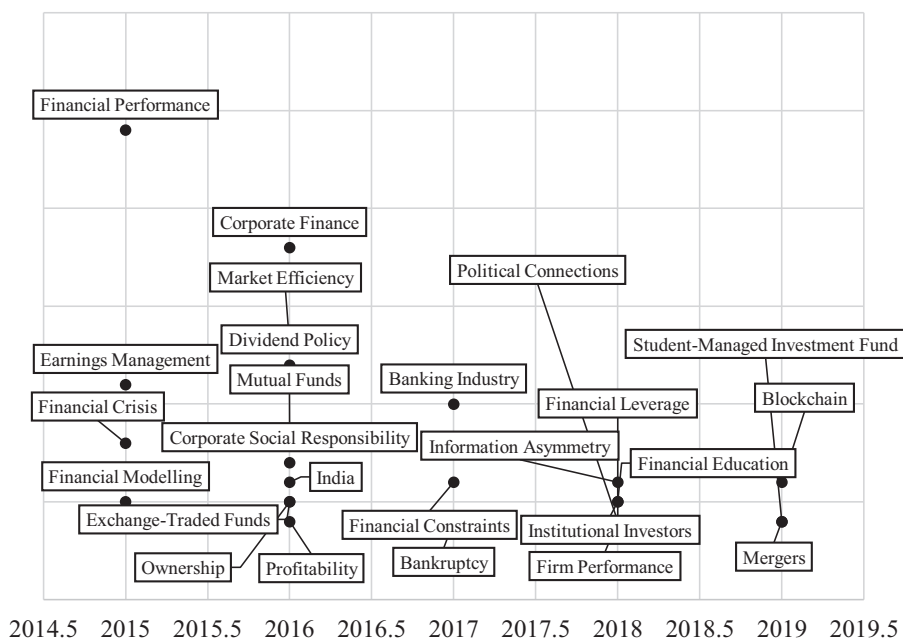 Financial Performance
Corporate Finance
Political Connections
Market Efficiency
Dividend Policy
Student-Managed Investment Fund
Earnings Management
Mutual Funds
Banking Industry
Blockchain
Financial Crisis
Financial Leverage
Corporate Social Responsibility
Information Asymmetry
Financial Modelling
India
Financial Education
Exchange-Traded Funds
Financial Constraints
Institutional Investors
Ownership
Profitability
Bankruptcy
Firm Performance
Mergers
2014.5 2015 2015.5 2016 2016.5 2017 2017.5 2018 2018.5 2019 2019.5